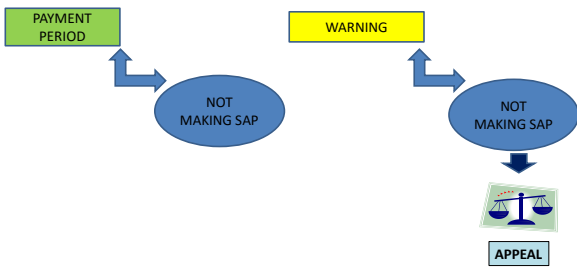 PAYMENT
PERIOD
WARNING
NOT
MAKING SAP
NOT
MAKING SAP
APPEAL